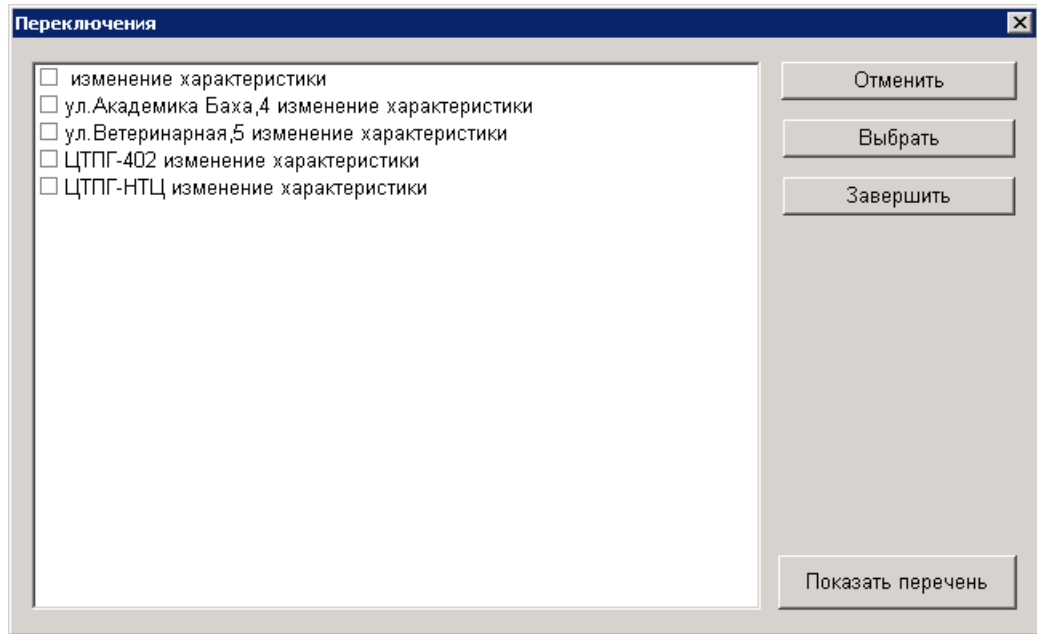 Переключения
изменение характеристики
ул.Академика Баха,4 изменение характеристики
ул.Ветеринарная,5 изменение характеристики
ЦТПГ-402 изменение характеристики
ЦТПГ-НТЦ изменение характеристики
Отменить
Выбрать
Завершить
Показать перечень